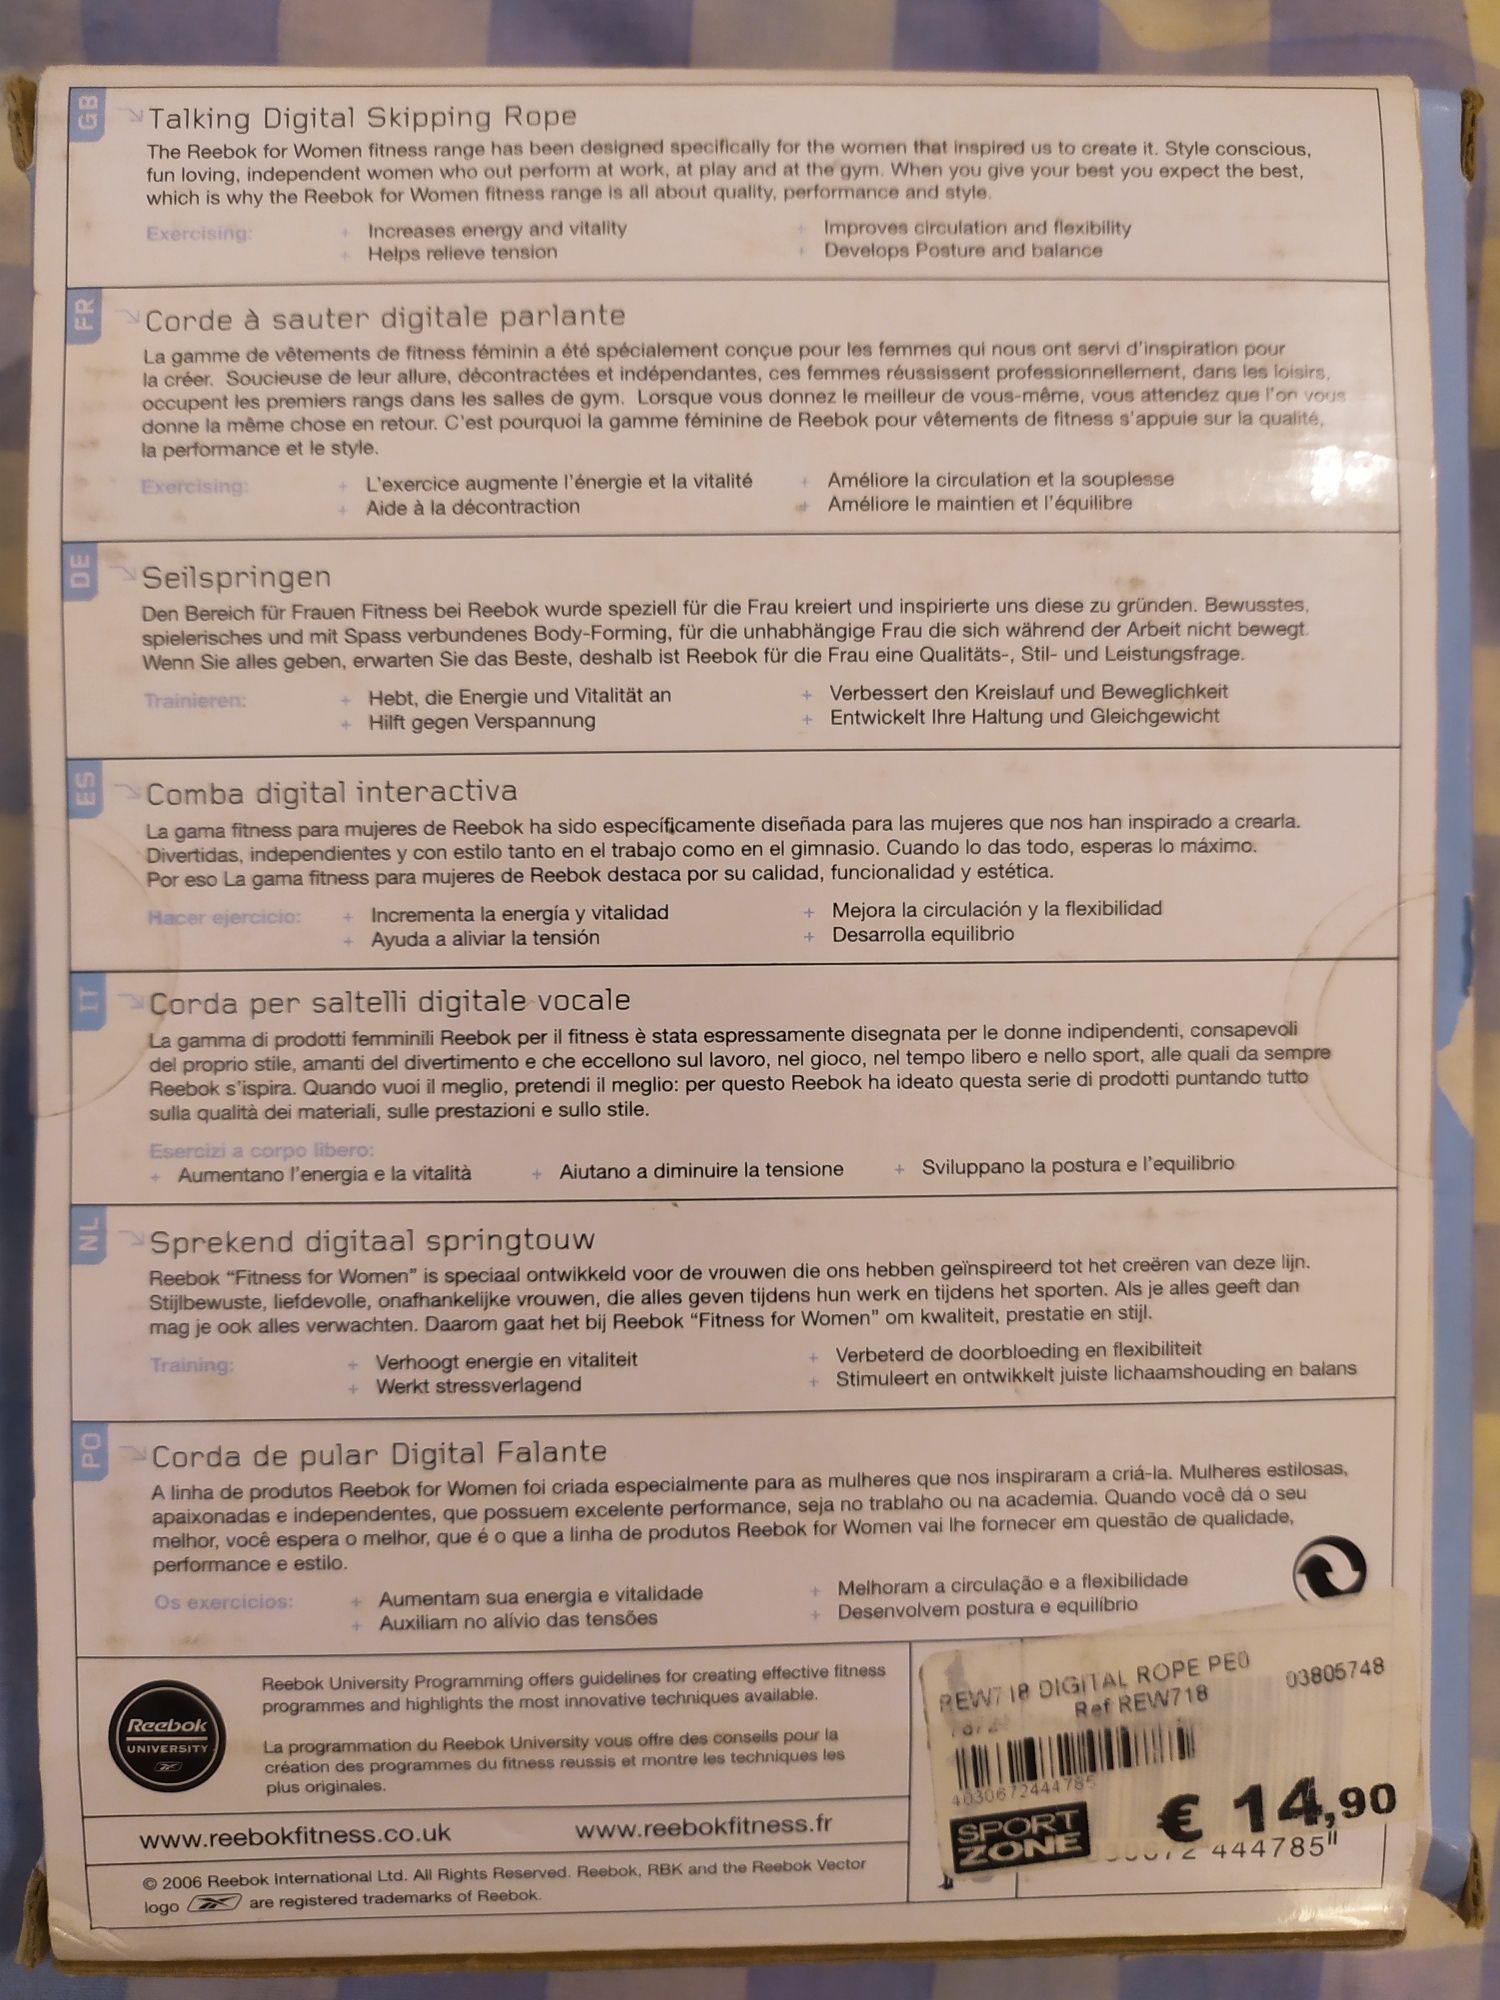 GB
Talking Digital Skipping Rope
The Reebok for Women fitness range has been designed specifically for the women that inspired us to create it. Style conscious,
fun loving, independent women who out perform at work, at play and at the gym. When you give your best you expect the best,
which is why the Reebok for Women fitness range is all about quality, performance and style.
Exercising:
+ Increases energy and vitality
+ Helps relieve tension
+ Improves circulation and flexibility
+ Develops Posture and balance
FR
Corde à sauter digitale parlante
La gamme de vêtements de fitness féminin a été spécialement conçue pour les femmes qui nous ont servi d'inspiration pour
la créer. Soucieuse de leur allure, décontractées et indépendantes, ces femmes réussissent professionnellement, dans les loisirs,
occupent les premiers rangs dans les salles de gym. Lorsque vous donnez le meilleur de vous-même, vous attendez que l'on vous
donne la même chose en retour. C'est pourquoi la gamme féminine de Reebok pour vêtements de fitness s'appuie sur la qualité,
la performance et le style.
Exercising:
+ L'exercice augmente l'énergie et la vitalité
+ Aide à la décontraction
+ Améliore la circulation et la souplesse
+ Améliore le maintien et l'équilibre
DE
Seilspringen
Den Bereich für Frauen Fitness bei Reebok wurde speziell für die Frau kreiert und inspirierte uns diese zu gründen. Bewusstes,
spielerisches und mit Spass verbundenes Body-Forming, für die unhabhängige Frau die sich während der Arbeit nicht bewegt.
Wenn Sie alles geben, erwarten Sie das Beste, deshalb ist Reebok für die Frau eine Qualitäts-, Stil- und Leistungsfrage.
Trainieren:
+ Hebt, die Energie und Vitalität an
+ Hilft gegen Verspannung
+ Verbessert den Kreislauf und Beweglichkeit
+ Entwickelt Ihre Haltung und Gleichgewicht
ES
Comba digital interactiva
La gama fitness para mujeres de Reebok ha sido específicamente diseñada para las mujeres que nos han inspirado a crearla.
Divertidas, independientes y con estilo tanto en el trabajo como en el gimnasio. Cuando lo das todo, esperas lo máximo.
Por eso La gama fitness para mujeres de Reebok destaca por su calidad, funcionalidad y estética.
Hacer ejercicio:
+ Incrementa la energía y vitalidad
+ Ayuda a aliviar la tensión
+ Mejora la circulación y la flexibilidad
+ Desarrolla equilibrio
IT
Corda per saltelli digitale vocale
La gamma di prodotti femminili Reebok per il fitness è stata espressamente disegnata per le donne indipendenti, consapevoli
del proprio stile, amanti del divertimento e che eccellono sul lavoro, nel gioco, nel tempo libero e nello sport, alle quali da sempre
Reebok s'ispira. Quando vuoi il meglio, pretendi il meglio: per questo Reebok ha ideato questa serie di prodotti puntando tutto
sulla qualità dei materiali, sulle prestazioni e sullo stile.
Esercizi a corpo libero:
+ Aumentano l'energia e la vitalità + Aiutano a diminuire la tensione + Sviluppano la postura e l'equilibrio
NL
Sprekend digitaal springtouw
Reebok “Fitness for Women” is speciaal ontwikkeld voor de vrouwen die ons hebben geïnspireerd tot het creëren van deze lijn.
Stijlbewuste, liefdevolle, onafhankelijke vrouwen, die alles geven tijdens hun werk en tijdens het sporten. Als je alles geeft dan
mag je ook alles verwachten. Daarom gaat het bij Reebok “Fitness for Women” om kwaliteit, prestatie en stijl.
Training:
+ Verhoogt energie en vitaliteit
+ Werkt stressverlagend
+ Verbeterd de doorbloeding en flexibiliteit
+ Stimuleert en ontwikkelt juiste lichaamshouding en balans
PO
Corda de pular Digital Falante
A linha de produtos Reebok for Women foi criada especialmente para as mulheres que nos inspiraram a criá-la. Mulheres estilosas,
apaixonadas e independentes, que possuem excelente performance, seja no trablaho ou na academia. Quando você dá o seu
melhor, você espera o melhor, que é o que a linha de produtos Reebok for Women vai lhe fornecer em questão de qualidade,
performance e estilo.
Os exercicios:
+ Aumentam sua energia e vitalidade
+ Auxiliam no alívio das tensões
+ Melhoram a circulação e a flexibilidade
+ Desenvolvem postura e equilíbrio
Reebok
UNIVERSITY
Reebok University Programming offers guidelines for creating effective fitness
programmes and highlights the most innovative techniques available.
La programmation du Reebok University vous offre des conseils pour la
création des programmes du fitness reussis et montre les techniques les
plus originales.
www.reebokfitness.co.uk www.reebokfitness.fr
© 2006 Reebok International Ltd. All Rights Reserved. Reebok, RBK and the Reebok Vector
logo are registered trademarks of Reebok.
REW718 DIGITAL ROPE PE0 03805748
Ref REW718
4030672444785
SPORT
ZONE
€ 14,90
444785